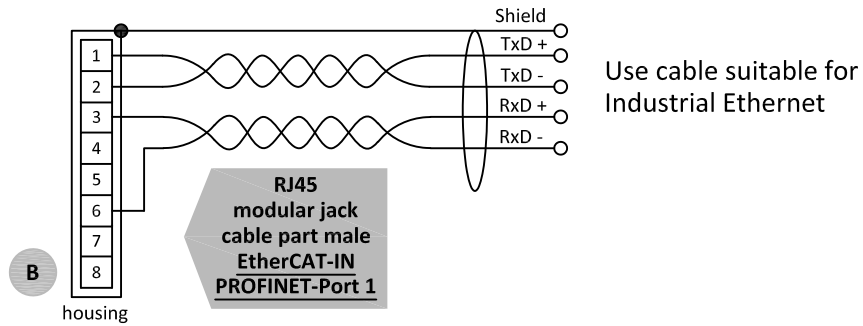 Shield
1
TxD +
2
TxD -
3
RxD +
4
RxD -
5
6
7
8
Use cable suitable for
Industrial Ethernet
RJ45
modular jack
cable part male
EtherCAT-IN
PROFINET-Port 1
B
housing